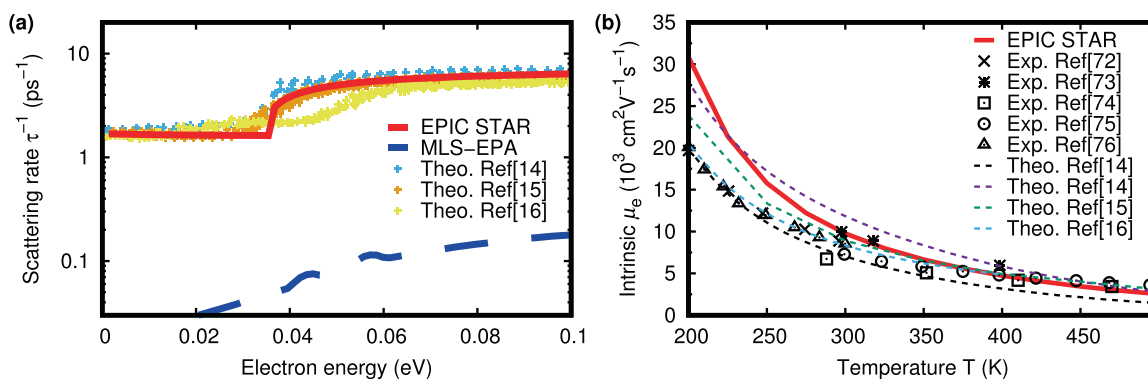 (a)
Scattering rate τ⁻¹ (ps⁻¹)
10
1
0.1
0
0.02
0.04
0.06
0.08
0.1
Electron energy (eV)
EPIC STAR
MLS−EPA
Theo. Ref[14]
Theo. Ref[15]
Theo. Ref[16]
(b)
Intrinsic μₑ (10³ cm²V⁻¹s⁻¹)
35
30
25
20
15
10
5
0
200
250
300
350
400
450
Temperature T (K)
EPIC STAR
Exp. Ref[72]
Exp. Ref[73]
Exp. Ref[74]
Exp. Ref[75]
Exp. Ref[76]
Theo. Ref[14]
Theo. Ref[14]
Theo. Ref[15]
Theo. Ref[16]